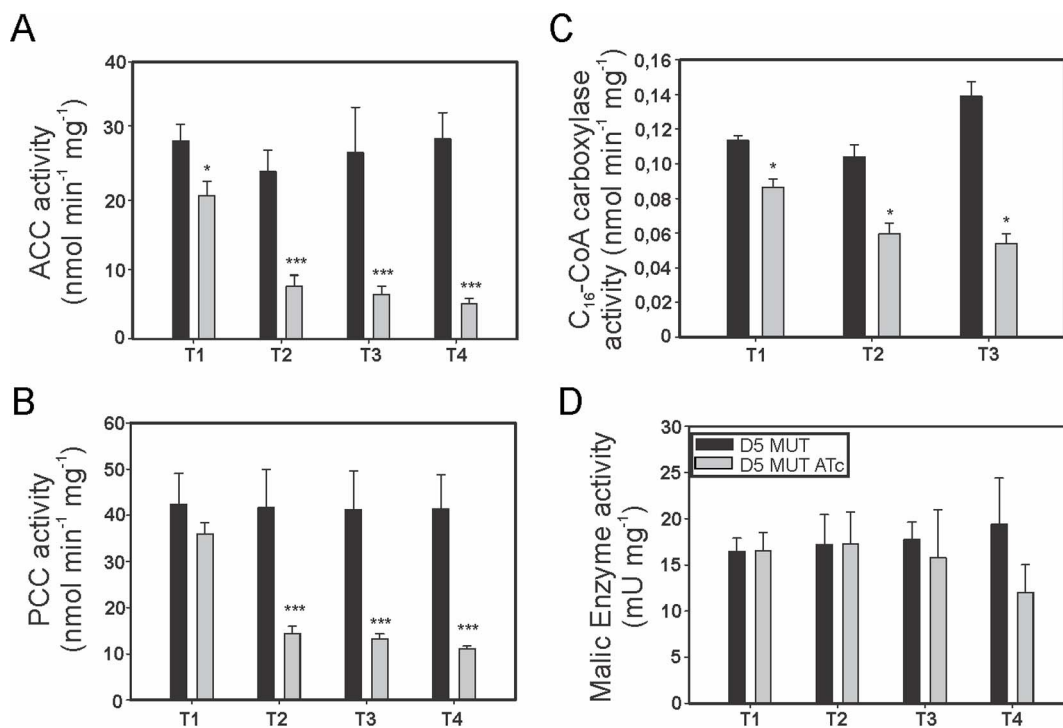 A
ACC activity
(nmol min⁻¹ mg⁻¹)
40
30
20
10
0
*
***
***
***
T1 T2 T3 T4
C
C₁₆-CoA carboxylase
activity (nmol min⁻¹ mg⁻¹)
0,16
0,14
0,12
0,10
0,08
0,06
0,04
0,02
0
*
*
*
T1 T2 T3
B
PCC activity
(nmol min⁻¹ mg⁻¹)
60
50
40
30
20
10
0
***
***
***
T1 T2 T3 T4
D
Malic Enzyme activity
(mU mg⁻¹)
30
25
20
15
10
5
0
D5 MUT
D5 MUT ATc
T1 T2 T3 T4